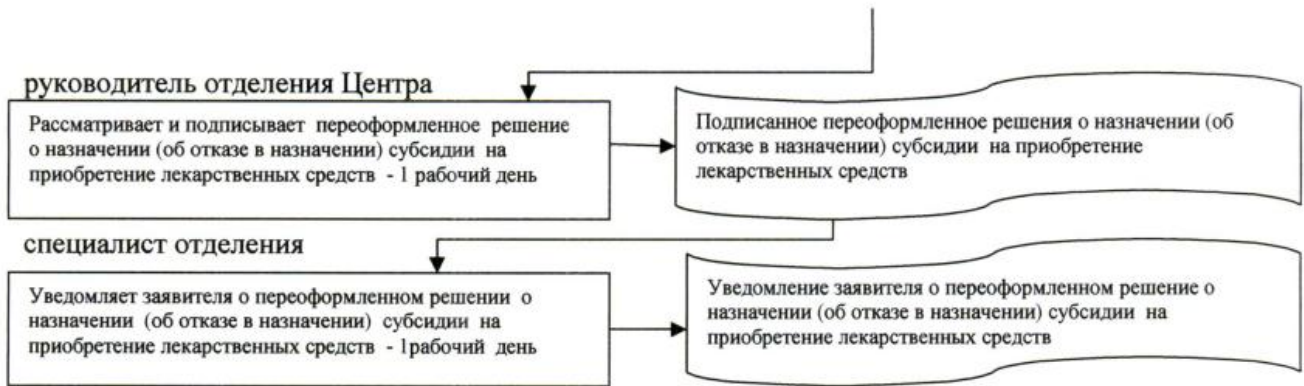 руководитель отделения Центра
Рассматривает и подписывает переоформленное решение
о назначении (об отказе в назначении) субсидии на
приобретение лекарственных средств - 1 рабочий день
Подписанное переоформленное решения о назначении (об
отказе в назначении) субсидии на приобретение
лекарственных средств
специалист отделения
Уведомляет заявителя о переоформленном решении о
назначении (об отказе в назначении) субсидии на
приобретение лекарственных средств - 1рабочий день
Уведомление заявителя о переоформленном решение о
назначении (об отказе в назначении) субсидии на
приобретение лекарственных средств